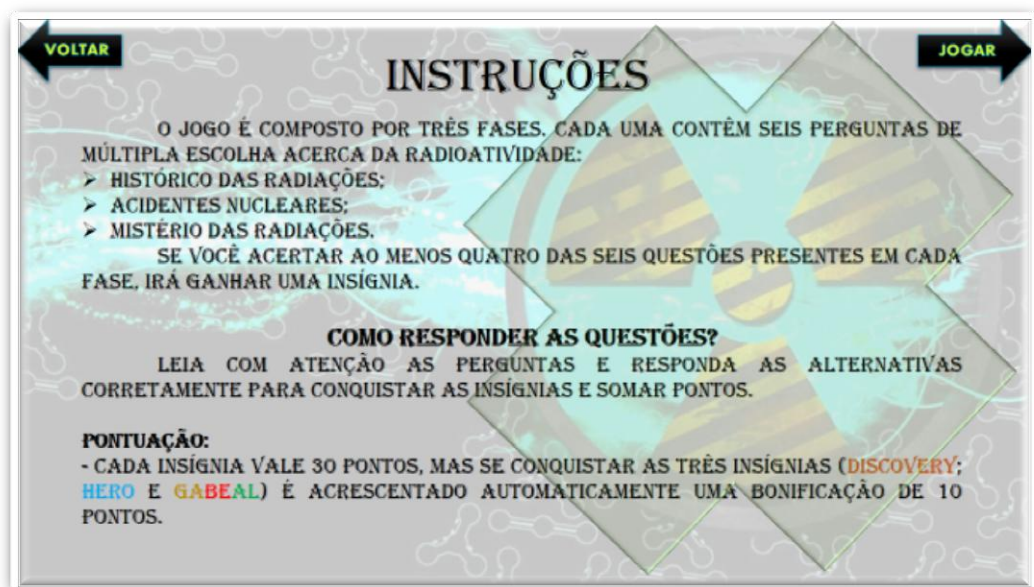 VOLTAR
JOGAR
INSTRUÇÕES
O JOGO É COMPOSTO POR TRÊS FASES. CADA UMA CONTÊM SEIS PERGUNTAS DE
MÚLTIPLA ESCOLHA ACERCA DA RADIOATIVIDADE:
➢ HISTÓRICO DAS RADIAÇÕES;
➢ ACIDENTES NUCLEARES;
➢ MISTÉRIO DAS RADIAÇÕES.
SE VOCÊ ACERTAR AO MENOS QUATRO DAS SEIS QUESTÕES PRESENTES EM CADA
FASE, IRÁ GANHAR UMA INSÍGNIA.
COMO RESPONDER AS QUESTÕES?
LEIA COM ATENÇÃO AS PERGUNTAS E RESPONDA AS ALTERNATIVAS
CORRETAMENTE PARA CONQUISTAR AS INSÍGNIAS E SOMAR PONTOS.
PONTUAÇÃO:
- CADA INSÍGNIA VALE 30 PONTOS, MAS SE CONQUISTAR AS TRÊS INSÍGNIAS (DISCOVERY;
HERO E GABEAL) É ACRESCENTADO AUTOMATICAMENTE UMA BONIFICAÇÃO DE 10
PONTOS.